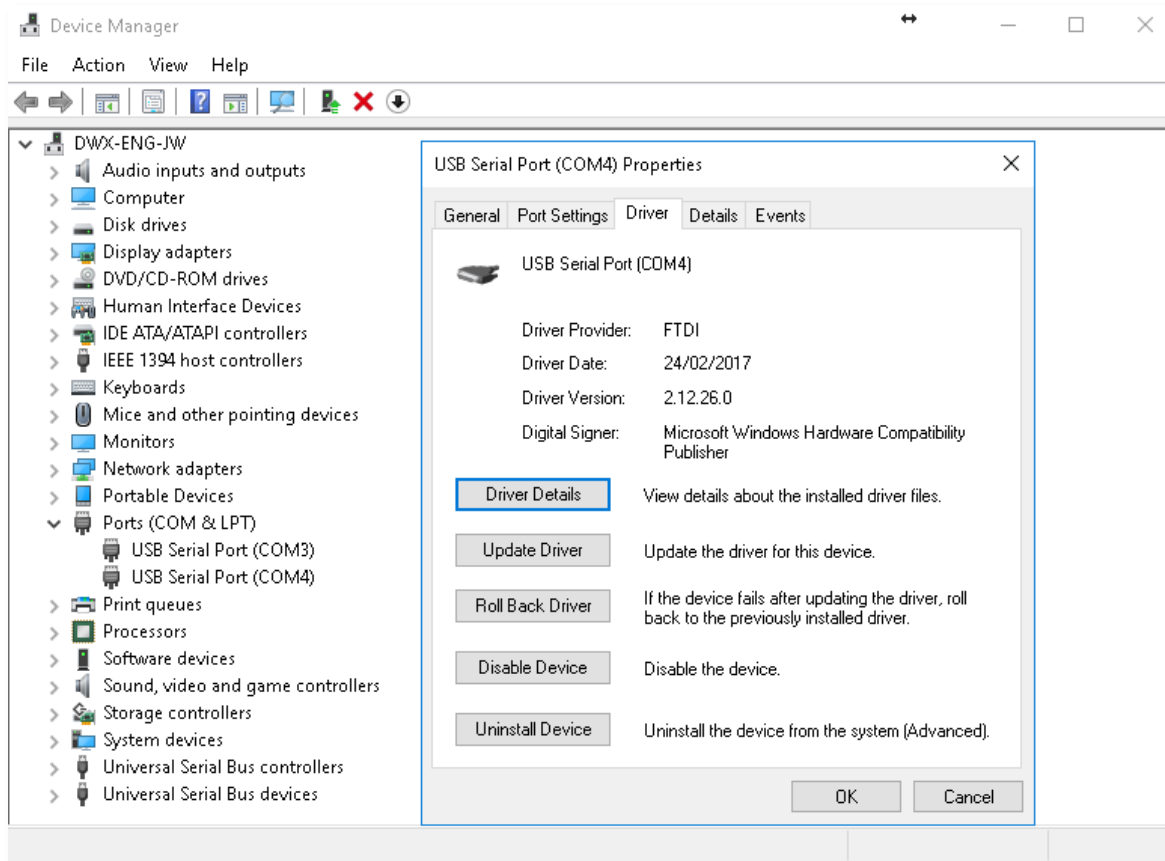 Device Manager
File Action View Help
DWX-ENG-JW
Audio inputs and outputs
Computer
Disk drives
Display adapters
DVD/CD-ROM drives
Human Interface Devices
IDE ATA/ATAPI controllers
IEEE 1394 host controllers
Keyboards
Mice and other pointing devices
Monitors
Network adapters
Portable Devices
Ports (COM & LPT)
USB Serial Port (COM3)
USB Serial Port (COM4)
Print queues
Processors
Software devices
Sound, video and game controllers
Storage controllers
System devices
Universal Serial Bus controllers
Universal Serial Bus devices
USB Serial Port (COM4) Properties
General Port Settings Driver Details Events
USB Serial Port (COM4)
Driver Provider: FTDI
Driver Date: 24/02/2017
Driver Version: 2.12.26.0
Digital Signer: Microsoft Windows Hardware Compatibility
Publisher
Driver Details View details about the installed driver files.
Update Driver Update the driver for this device.
Roll Back Driver If the device fails after updating the driver, roll
back to the previously installed driver.
Disable Device Disable the device.
Uninstall Device Uninstall the device from the system (Advanced).
OK Cancel